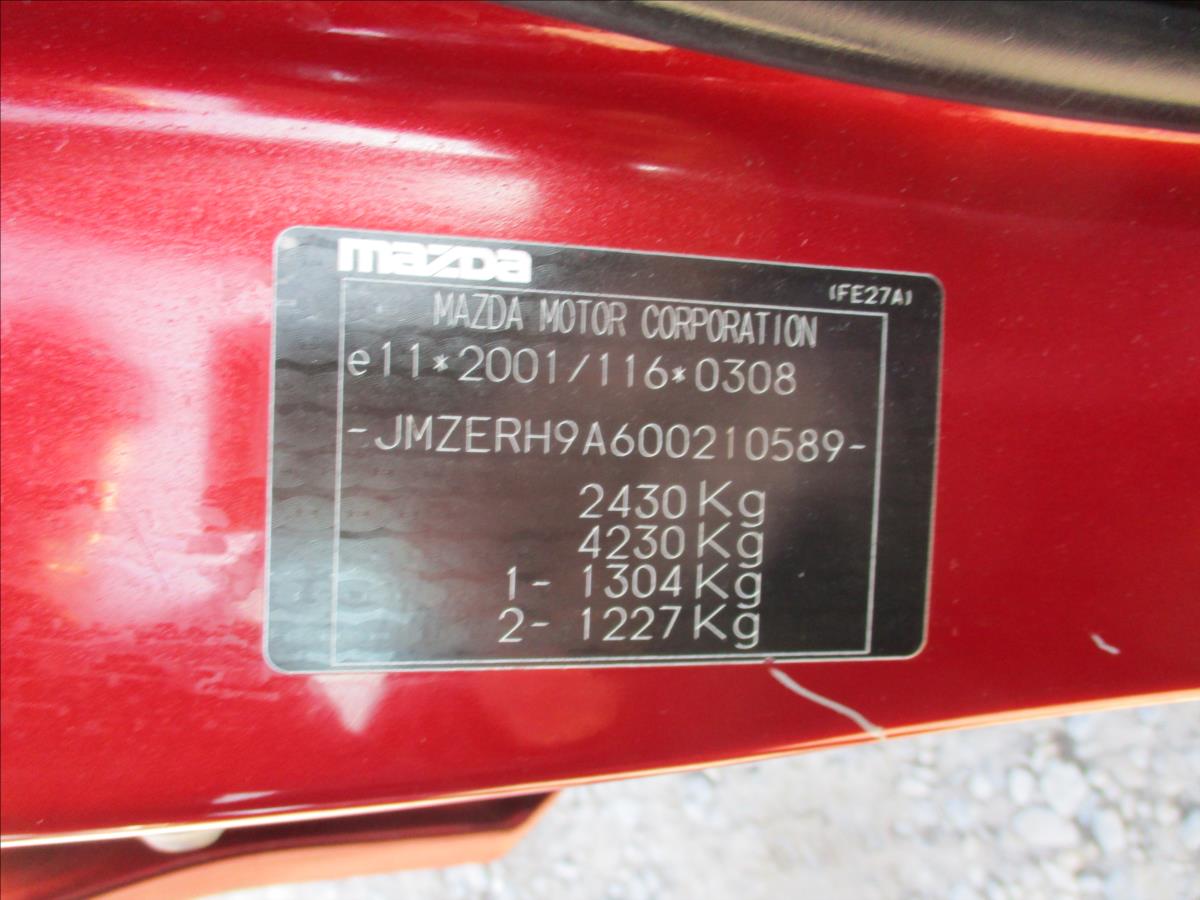 mazda
(FE27A)
MAZDA MOTOR CORPORATION
e11*2001/116*0308
-JMZERH9A600210589-
2430Kg
4230Kg
1- 1304Kg
2- 1227Kg